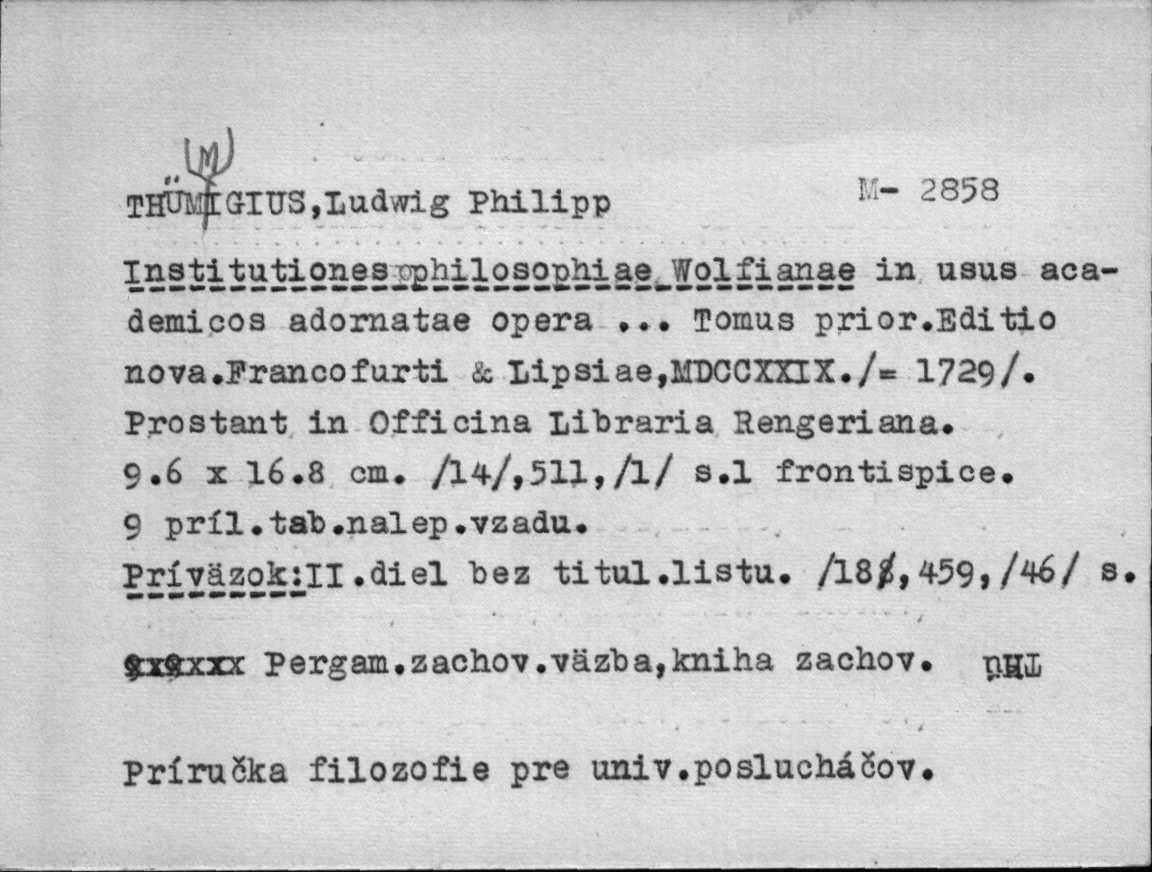 M
THÜMIGIUS,Ludwig Philipp M- 2858
Institutiones philosophiae Wolfianae in usus aca-
demicos adornatae opera ... Tomus prior.Editio
nova.Francofurti & Lipsiae,MDCCXXIX./= 1729/.
Prostant in Officina Libraria Rengeriana.
9.6 x 16.8 cm. /14/,511,/1/ s.1 frontispice.
9 príl.tab.nalep.vzadu.
Príväzok:II.diel bez titul.listu. /18/,459,/46/ s.
Pergam.zachov.väzba,kniha zachov. THü
Príručka filozofie pre univ.poslucháčov.